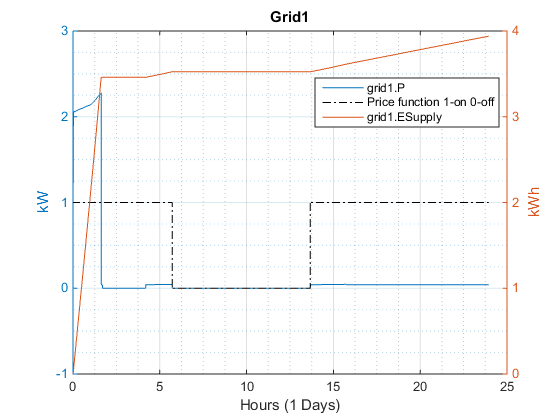 Grid1
3
2
1
0
-1
kW
4
3
2
1
0
kWh
grid1.P
Price function 1-on 0-off
grid1.ESupply
0 5 10 15 20 25
Hours (1 Days)